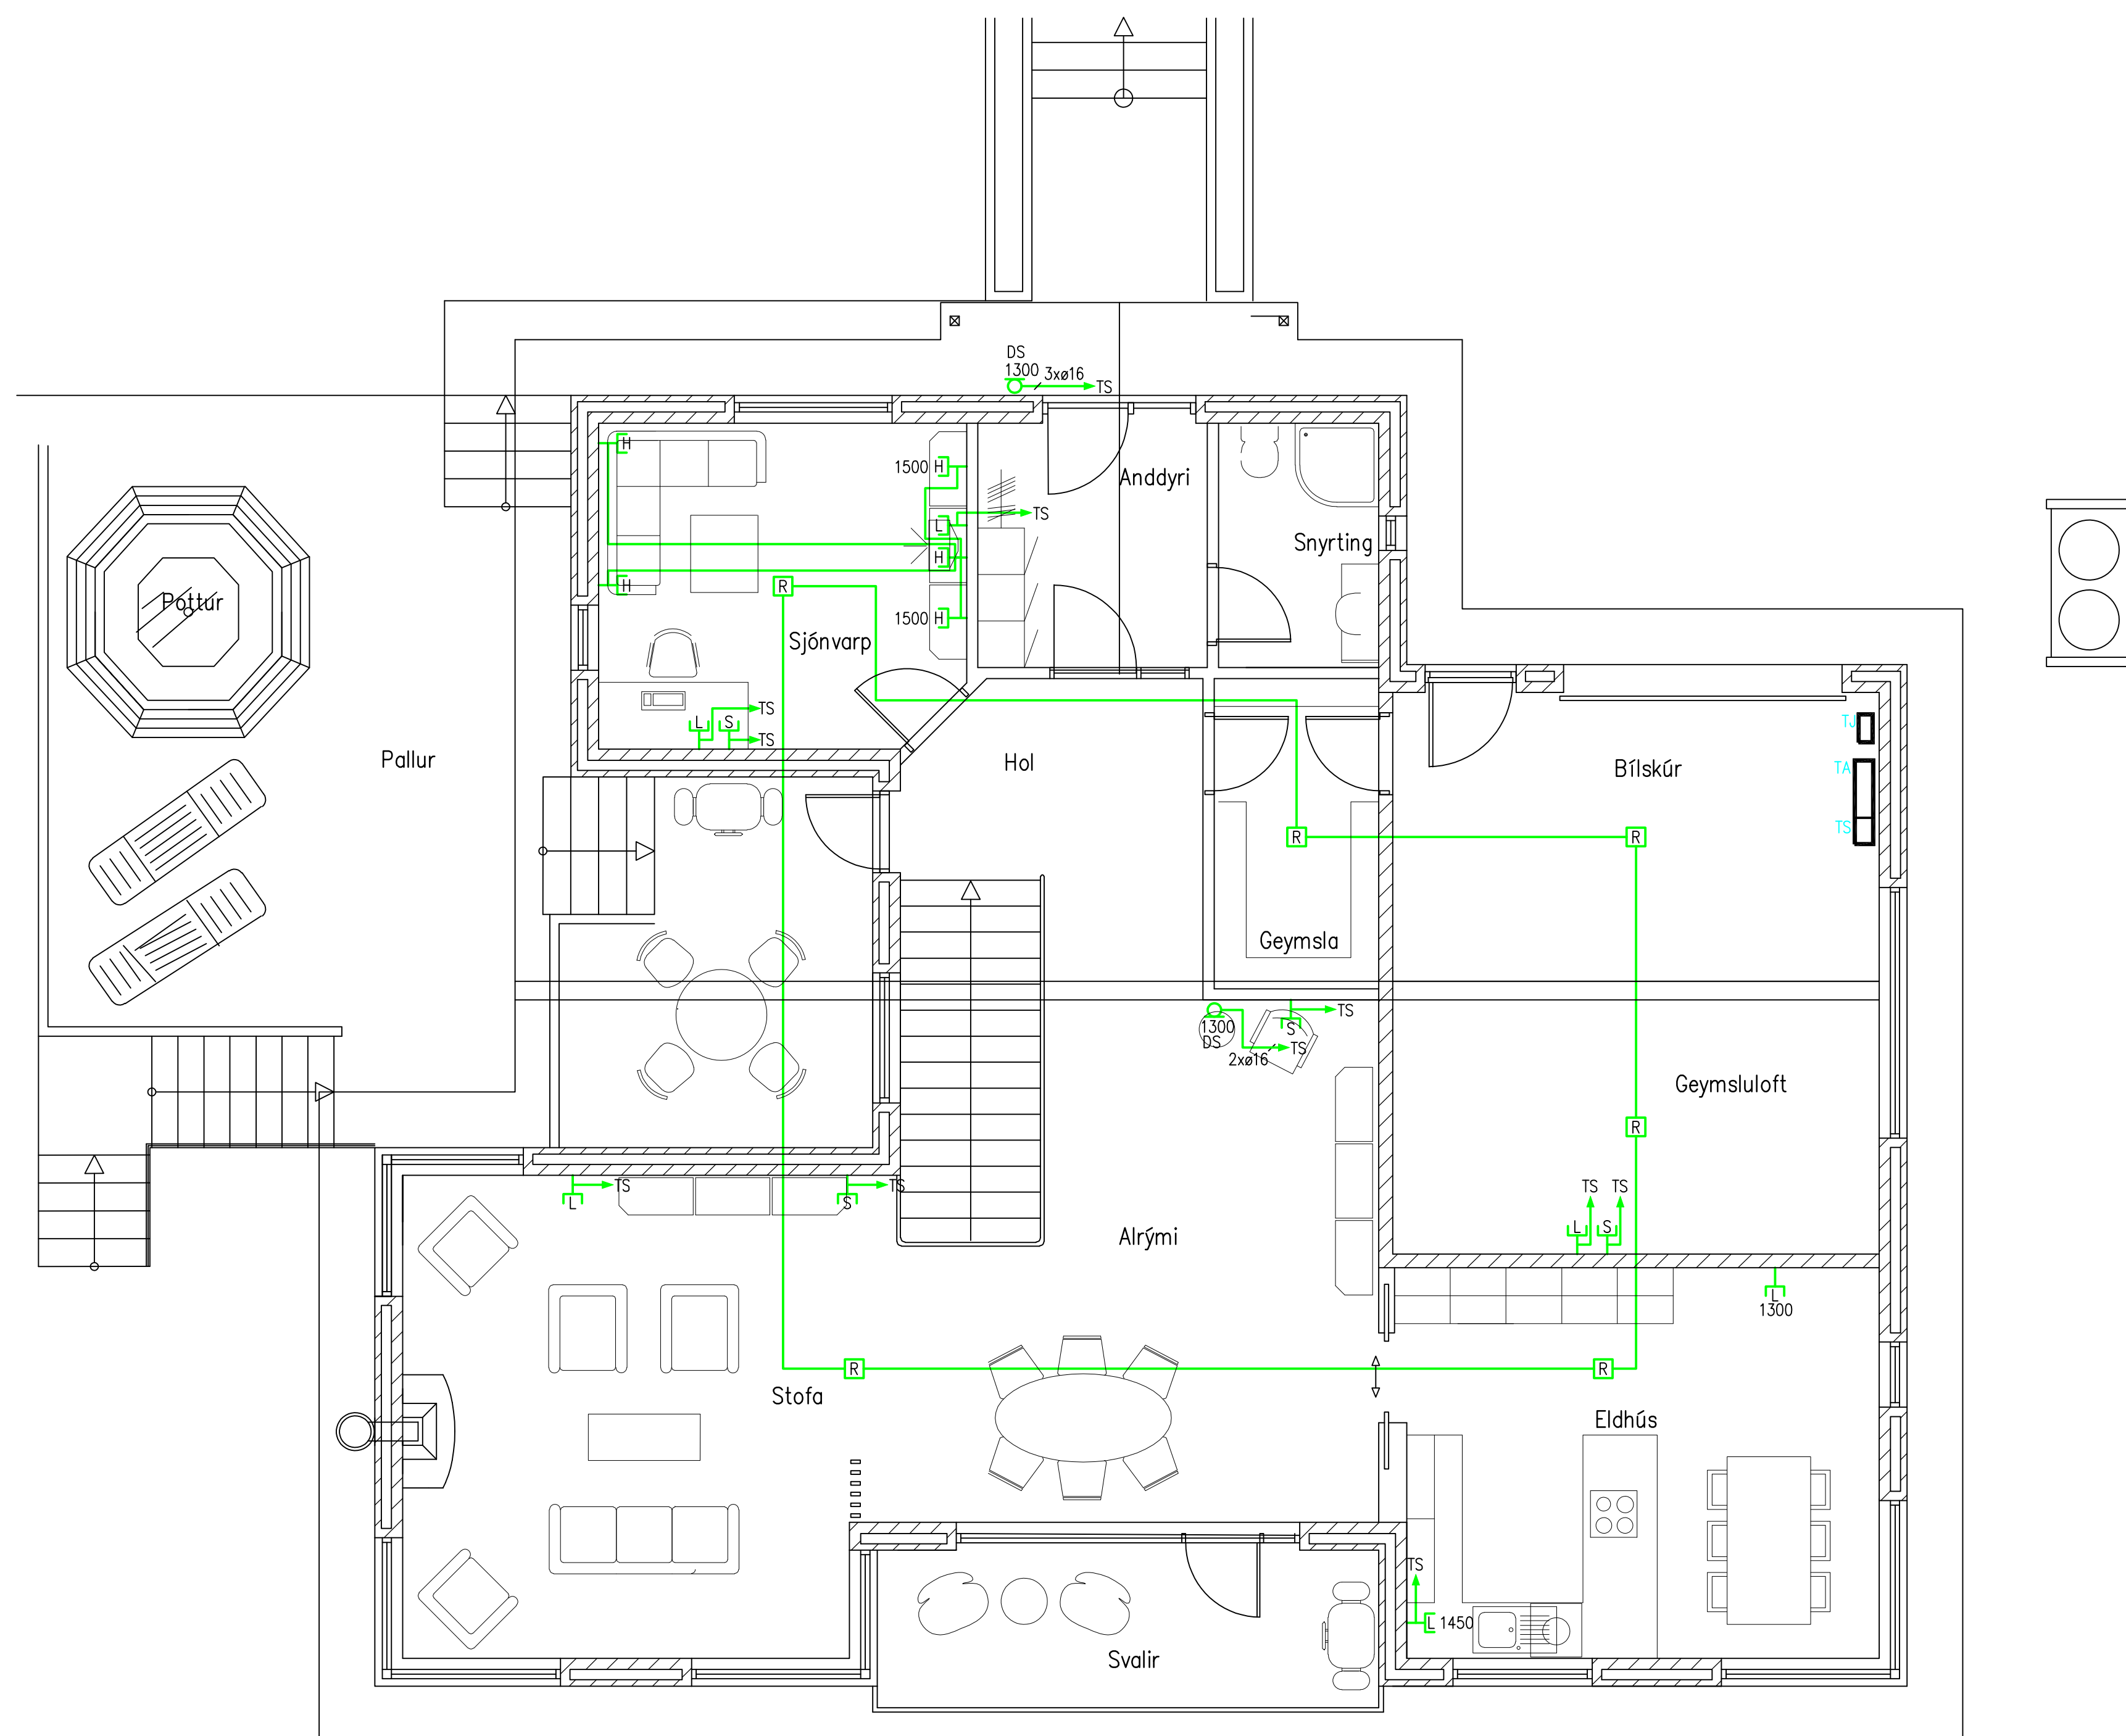 DS
1300 3xø16
TS
H
1500 H
Anddyri
L
TS
Snyrting
H
H
R
Pottur
1500 H
Sjónvarp
L S TS
TS
TJ
Pallur
Hol
Bílskúr
TA
TS
R
R
Geymsla
TS
S
1300
DS
2xø16
TS
Geymsluloft
R
TS
TS
TS
TS
L
S
L
S
Alrými
L
1300
R
R
Stofa
Eldhús
TS
L 1450
Svalir